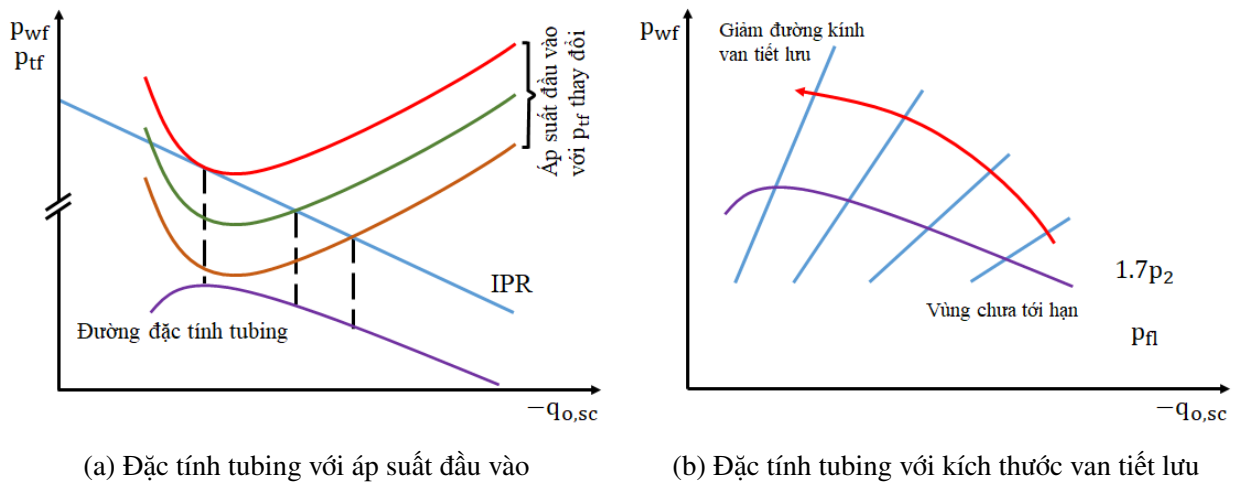 p_wf
p_tf
Áp suất đầu vào
với p_tf thay đổi
IPR
Đường đặc tính tubing
−q_o,sc
(a) Đặc tính tubing với áp suất đầu vào
p_wf
Giảm đường kính
van tiết lưu
1.7p_2
Vùng chưa tới hạn
p_fl
−q_o,sc
(b) Đặc tính tubing với kích thước van tiết lưu